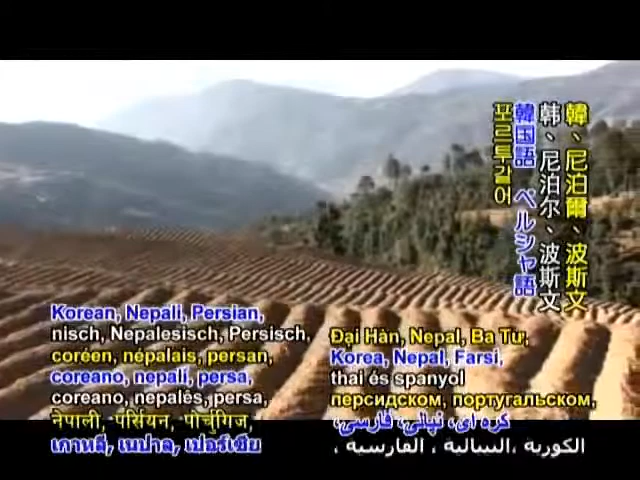 韓、尼泊爾、波斯文
韩、尼泊尔、波斯文
韓国語 ペルシャ語
포르투갈어
Korean, Nepali, Persian,
nisch, Nepalesisch, Persisch,
coréen, népalais, persan,
coreano, nepali, persa,
coreano, nepalês, persa,
नेपाली, पर्सियन, पोर्चुगिज,
เกาหลี, เนปาล, เปอร์เซีย
Đại Hàn, Nepal, Ba Tư,
Korea, Nepal, Farsi,
thai és spanyol
персидском, португальском,
کره ای، نپالی، فارسی،
الكورية ، النيبالية ، الفارسية ،